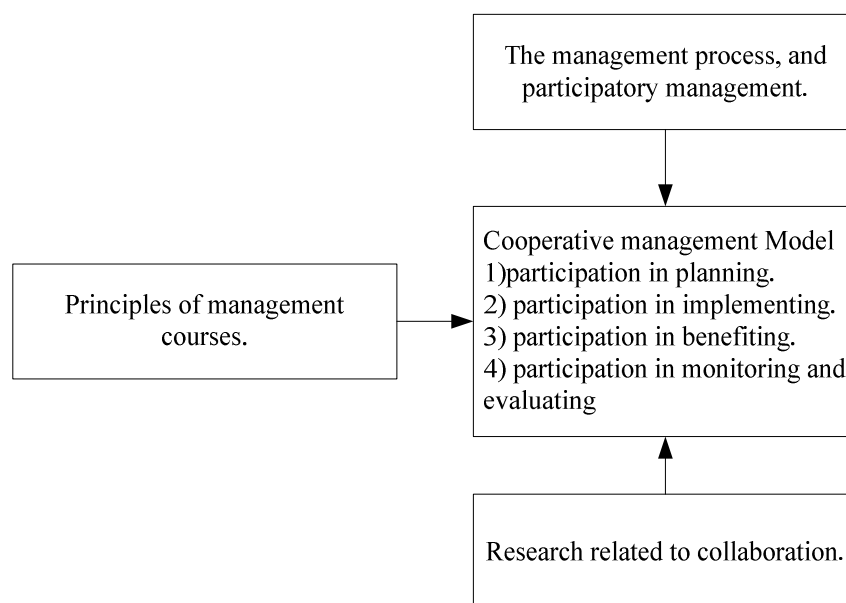 The management process, and
participatory management.
Cooperative management Model
1)participation in planning.
2) participation in implementing.
3) participation in benefiting.
4) participation in monitoring and
evaluating
Principles of management
courses.
Research related to collaboration.